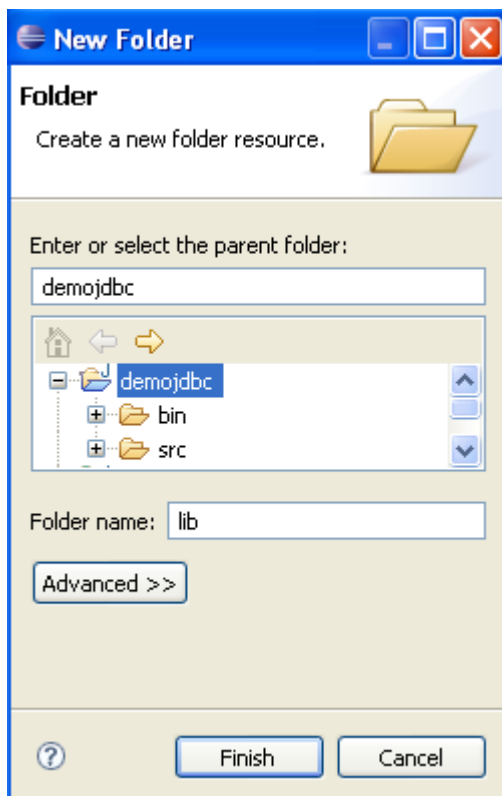 New Folder
Folder
Create a new folder resource.
Enter or select the parent folder:
demojdbc
demojdbc
bin
src
Folder name: lib
Advanced >>
Finish Cancel